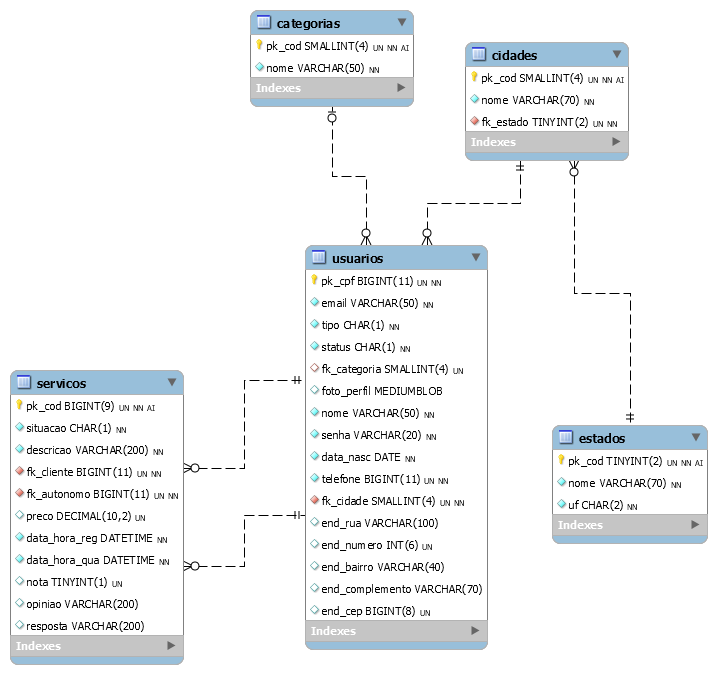 categorias
pk_cod SMALLINT(4) UN NN AI
nome VARCHAR(50) NN
Indexes
cidades
pk_cod SMALLINT(4) UN NN AI
nome VARCHAR(70) NN
fk_estado TINYINT(2) UN NN
Indexes
usuarios
pk_cpf BIGINT(11) UN NN
email VARCHAR(50) NN
tipo CHAR(1) NN
status CHAR(1) NN
fk_categoria SMALLINT(4) UN
foto_perfil MEDIUMBLOB
nome VARCHAR(50) NN
senha VARCHAR(20) NN
data_nasc DATE NN
telefone BIGINT(11) UN NN
fk_cidade SMALLINT(4) UN NN
end_rua VARCHAR(100)
end_numero INT(6) UN
end_bairro VARCHAR(40)
end_complemento VARCHAR(70)
end_cep BIGINT(8) UN
Indexes
servicos
pk_cod BIGINT(9) UN NN AI
situacao CHAR(1) NN
descricao VARCHAR(200) NN
fk_cliente BIGINT(11) UN NN
fk_autonomo BIGINT(11) UN NN
preco DECIMAL(10,2) UN
data_hora_reg DATETIME NN
data_hora_qua DATETIME NN
nota TINYINT(1) UN
opiniao VARCHAR(200)
resposta VARCHAR(200)
Indexes
estados
pk_cod TINYINT(2) UN NN AI
nome VARCHAR(70) NN
uf CHAR(2) NN
Indexes